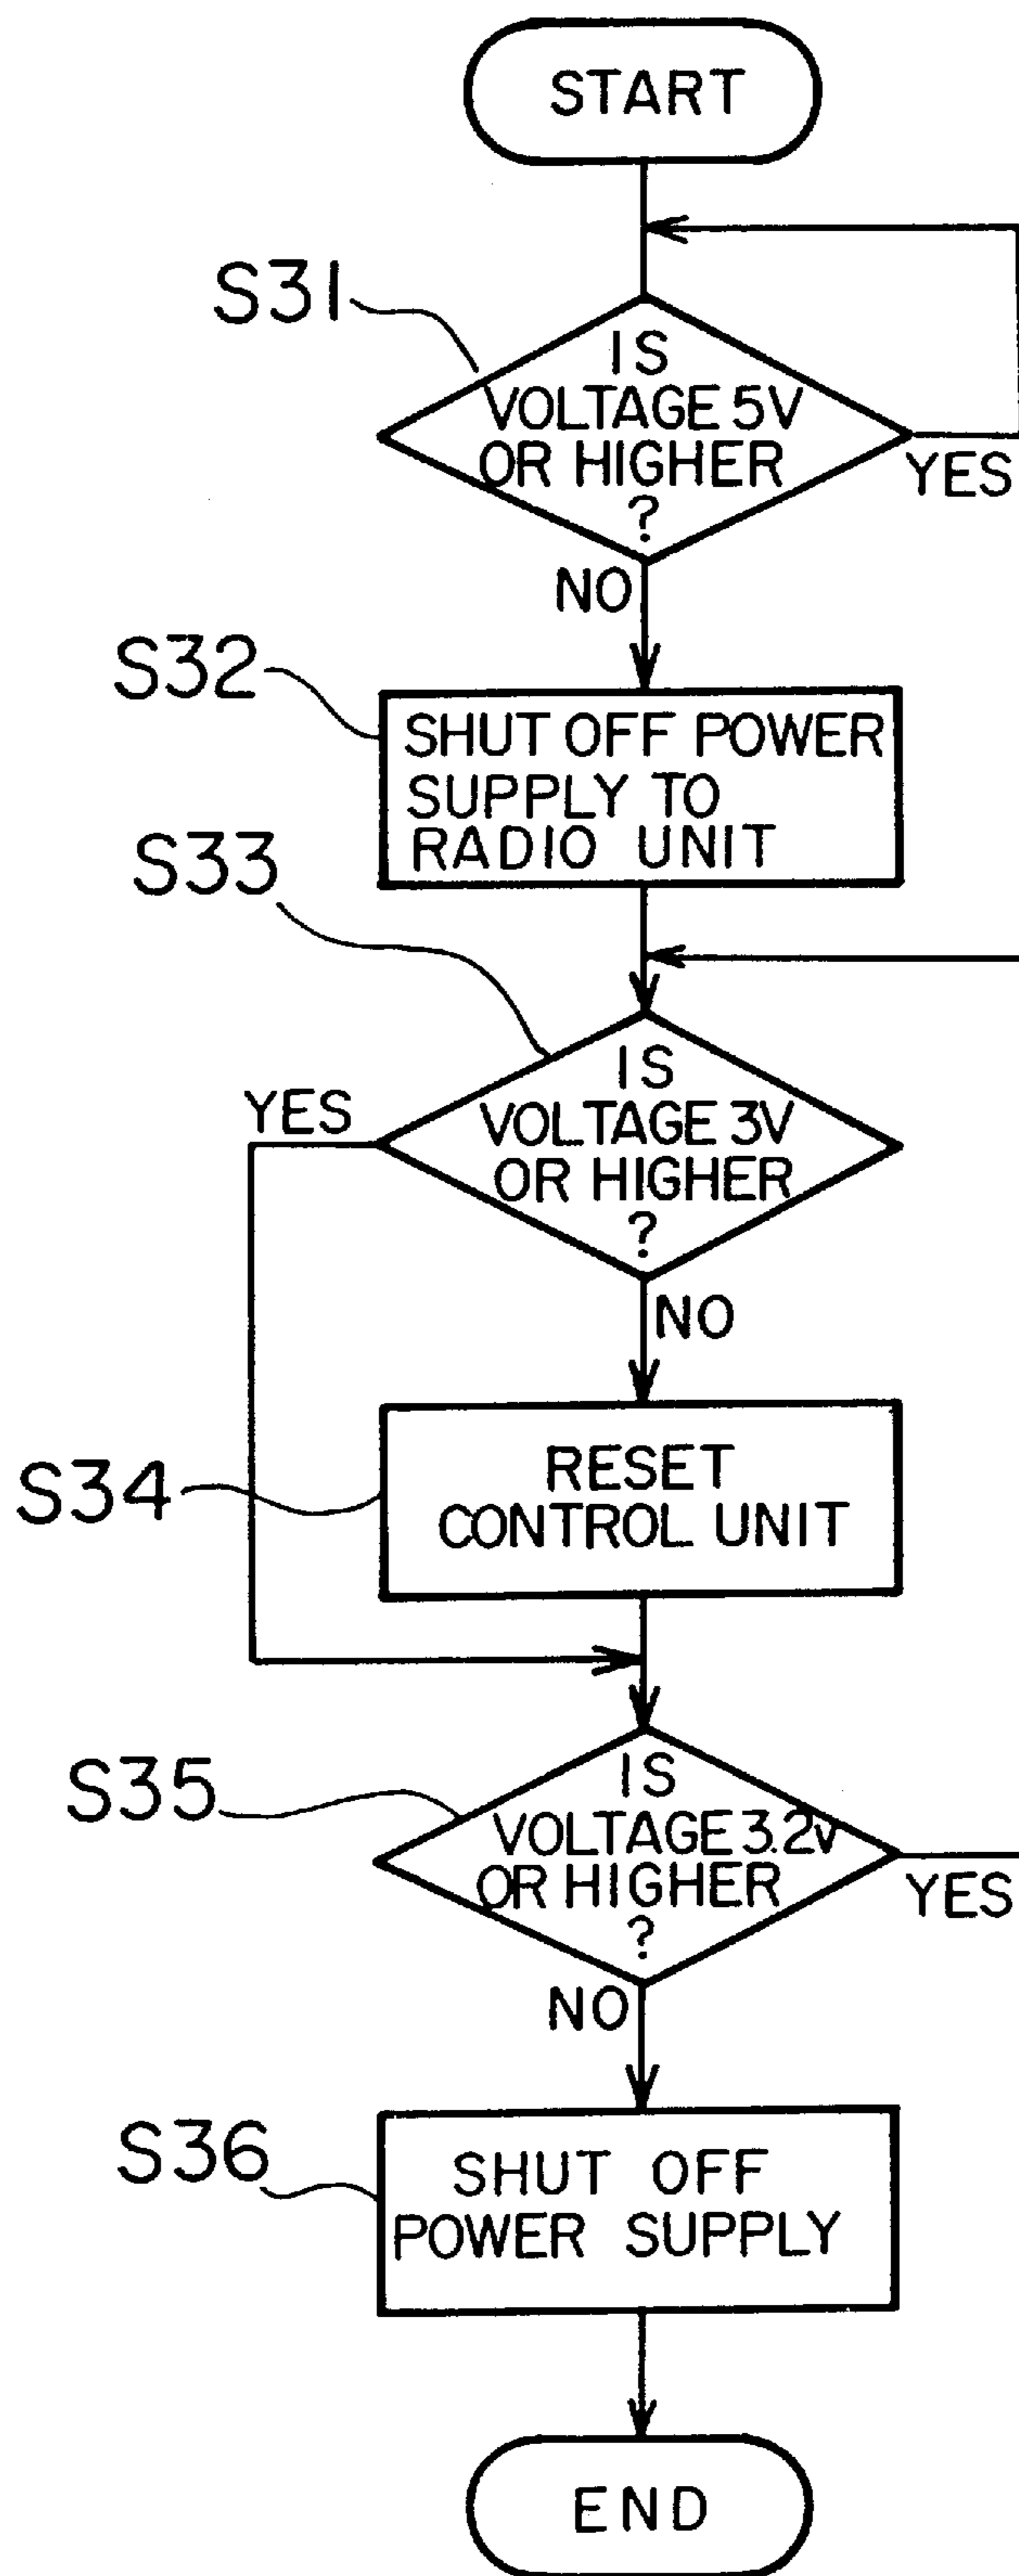 START
S31
IS
VOLTAGE 5V
OR HIGHER
?
YES
NO
S32
SHUT OFF POWER
SUPPLY TO
RADIO UNIT
S33
IS
VOLTAGE 3V
OR HIGHER
?
YES
NO
S34
RESET
CONTROL UNIT
S35
IS
VOLTAGE 3.2V
OR HIGHER
?
YES
NO
S36
SHUT OFF
POWER SUPPLY
END